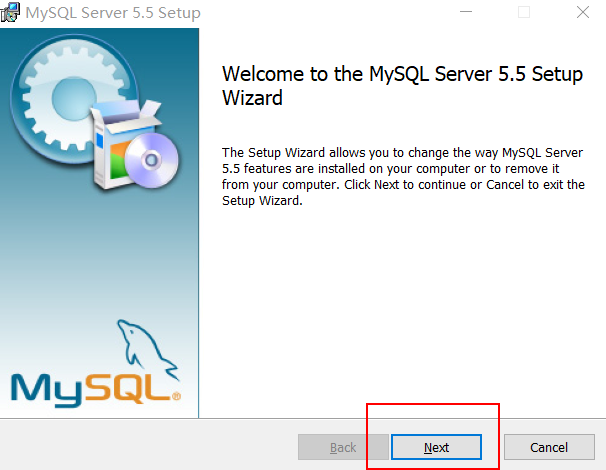 MySQL Server 5.5 Setup
Welcome to the MySQL Server 5.5 Setup
Wizard
The Setup Wizard allows you to change the way MySQL Server
5.5 features are installed on your computer or to remove it
from your computer. Click Next to continue or Cancel to exit the
Setup Wizard.
MySQL®
Back
Next
Cancel